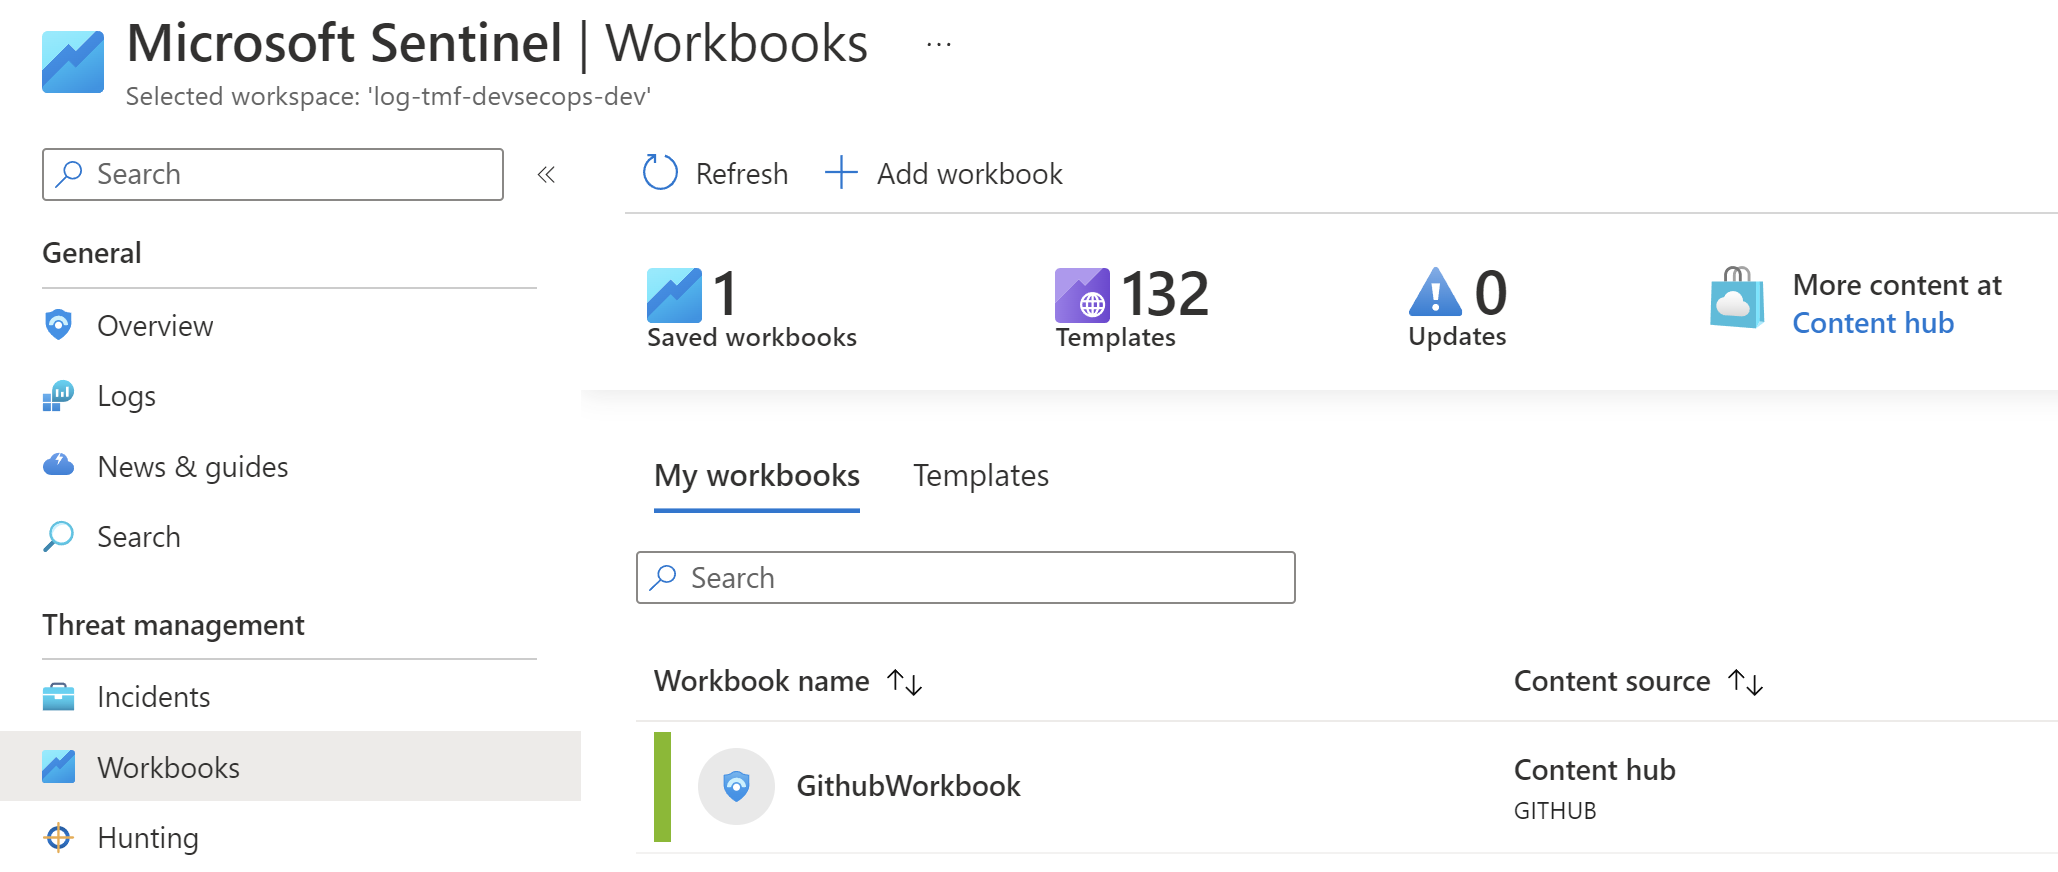 Microsoft Sentinel | Workbooks ...
Selected workspace: 'log-tmf-devsecops-dev'
Search «
General
Overview
Logs
News & guides
Search
Threat management
Incidents
Workbooks
Hunting
Refresh + Add workbook
1
Saved workbooks
132
Templates
0
Updates
More content at
Content hub
My workbooks Templates
Search
Workbook name ↑↓ Content source ↑↓
GithubWorkbook
Content hub
GITHUB